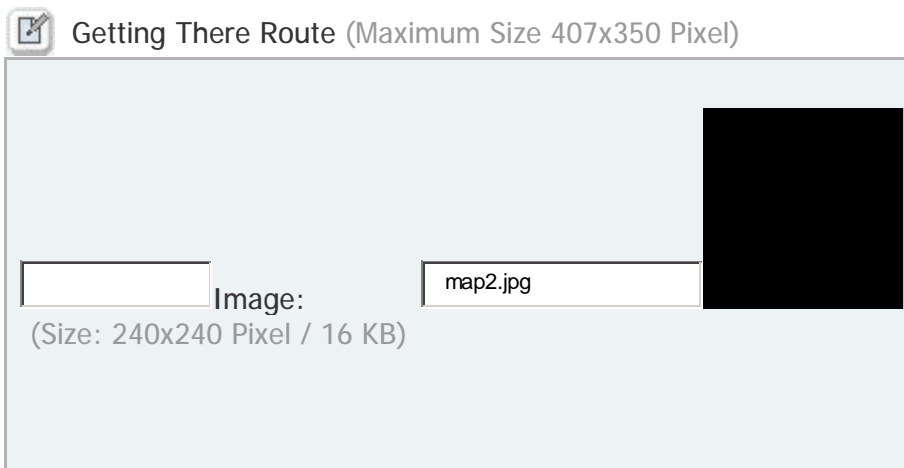 Getting There Route (Maximum Size 407x350 Pixel)
Image: map2.jpg
(Size: 240x240 Pixel / 16 KB)